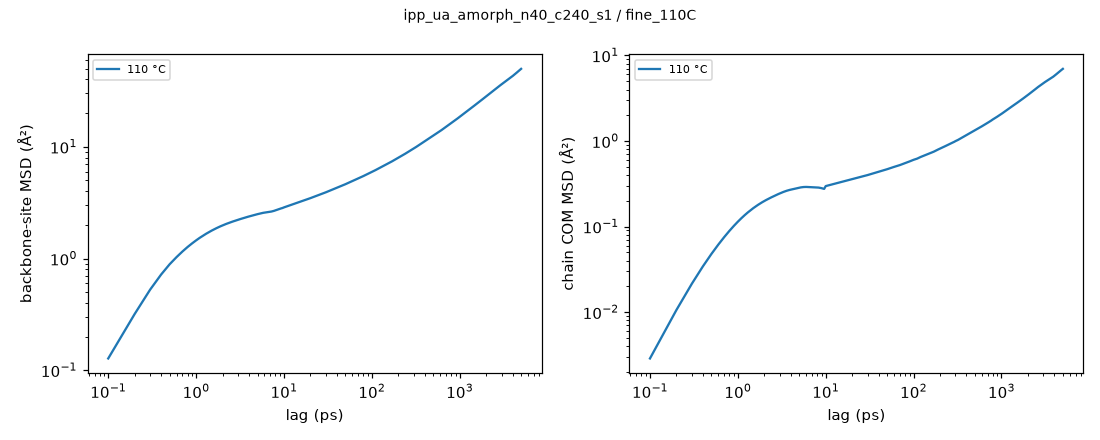 ipp_ua_amorph_n40_c240_s1 / fine_110C
110 °C
backbone-site MSD (Å²)
10¹
10⁰
10⁻¹
10⁻¹ 10⁰ 10¹ 10² 10³
lag (ps)
110 °C
chain COM MSD (Å²)
10¹
10⁰
10⁻¹
10⁻²
10⁻¹ 10⁰ 10¹ 10² 10³
lag (ps)